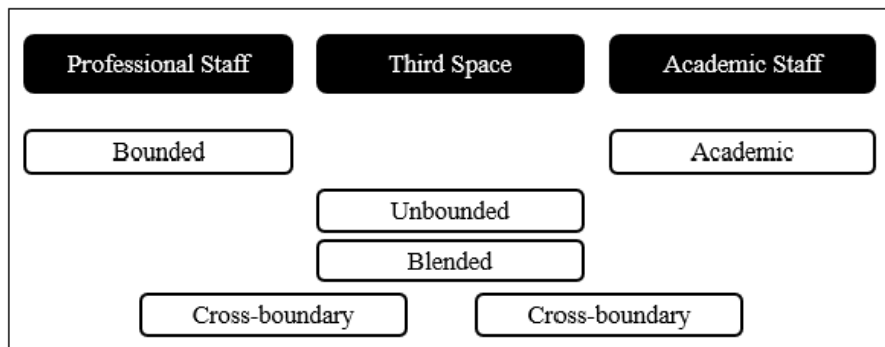 Professional Staff Third Space Academic Staff
Bounded Academic
Unbounded
Blended
Cross-boundary Cross-boundary